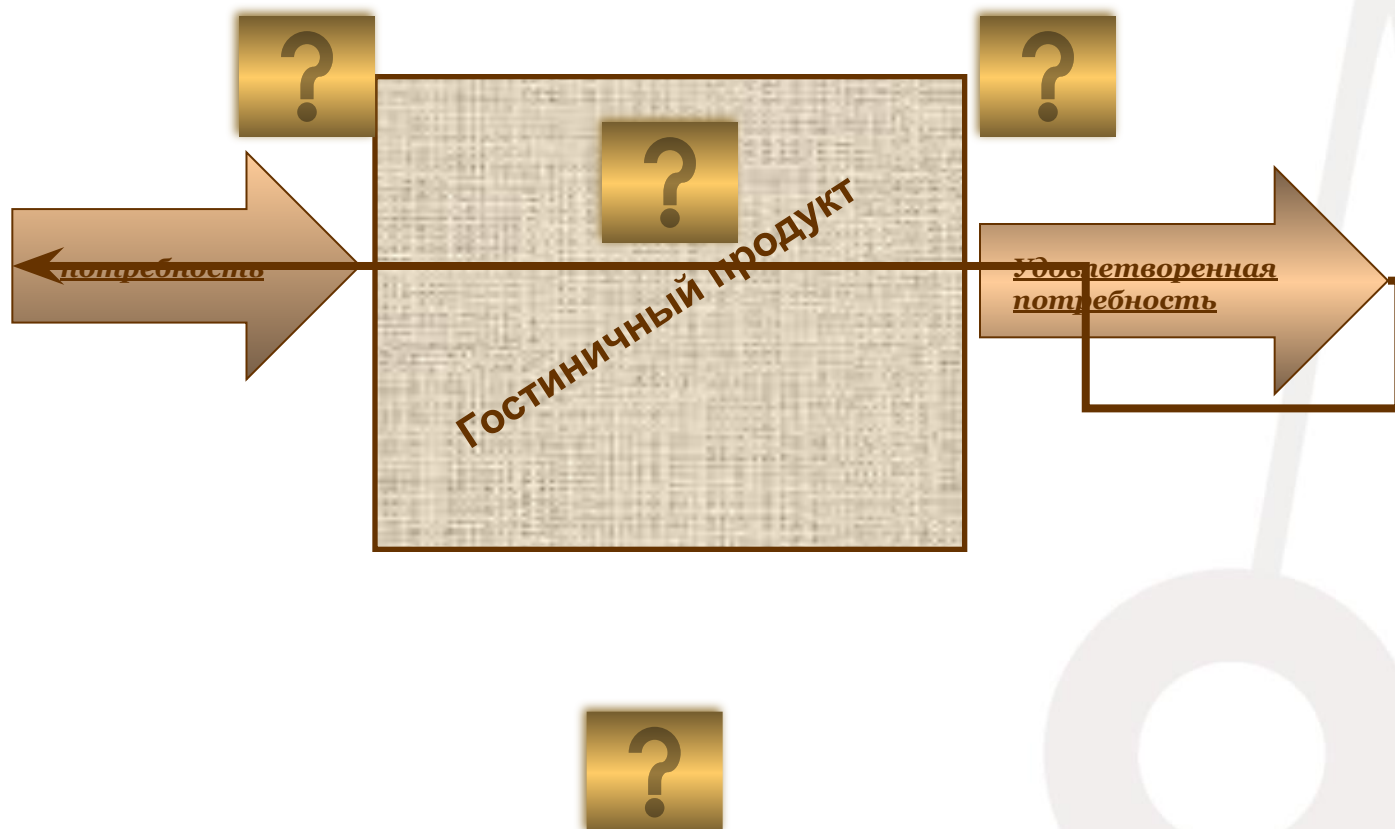 ?
?
?
Гостиничный продукт
потребность
Удовлетворенная
потребность
?